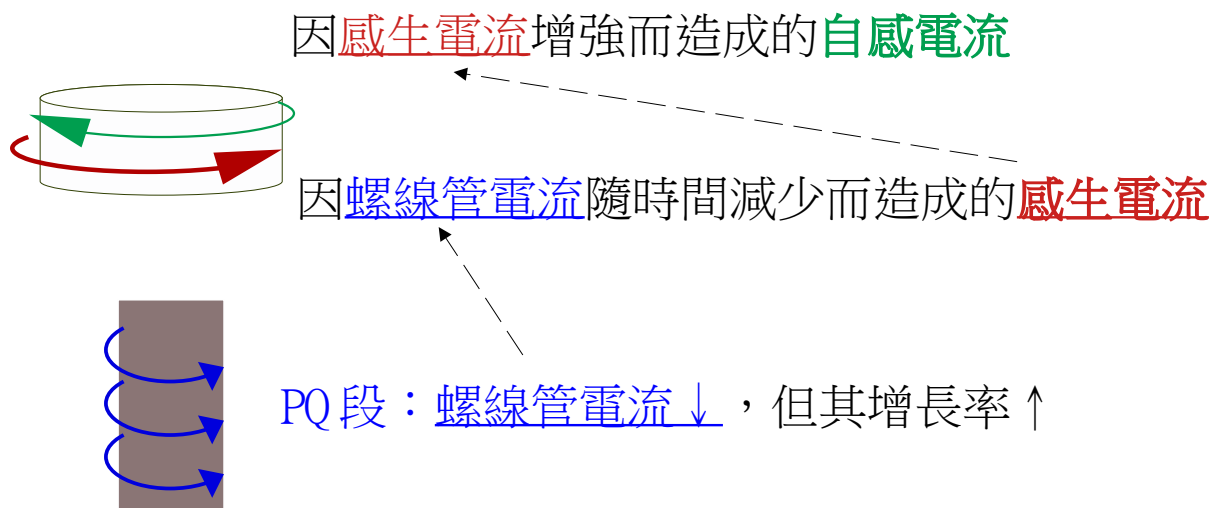 因感生電流增強而造成的自感電流
因螺線管電流隨時間減少而造成的感生電流
PQ段：螺線管電流↓，但其增長率↑